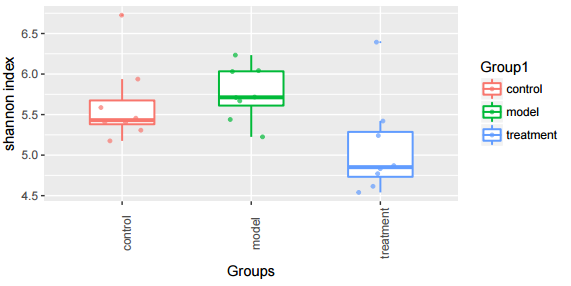 shannon index
6.5
6.0
5.5
5.0
4.5
control
model
treatment
Groups
Group1
control
model
treatment